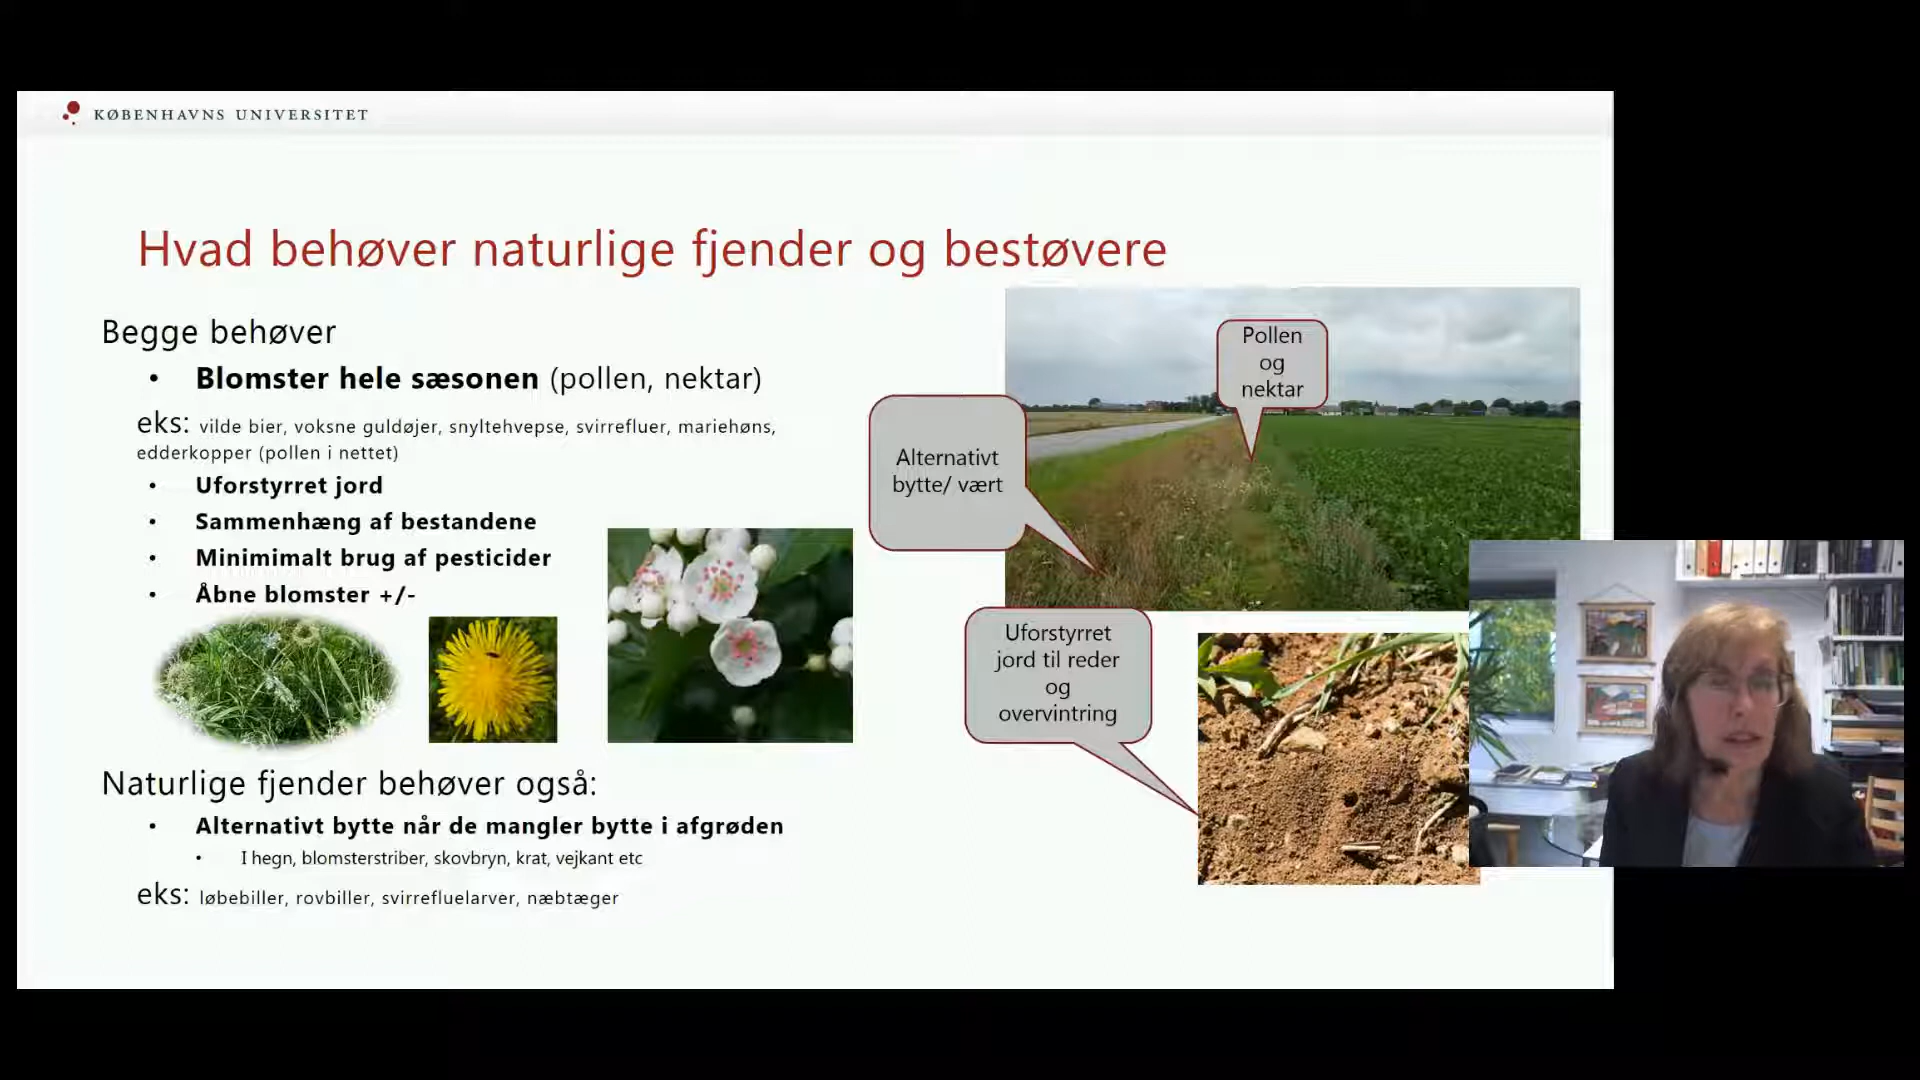 KØBENHAVNS UNIVERSITET
Hvad behøver naturlige fjender og bestøvere
Begge behøver
• Blomster hele sæsonen (pollen, nektar)
eks: vilde bier, voksne guldøjer, snyltehvepse, svirrefluer, mariehøns,
edderkopper (pollen i nettet)
• Uforstyrret jord
• Sammenhæng af bestandene
• Minimimalt brug af pesticider
• Åbne blomster +/-
Naturlige fjender behøver også:
• Alternativt bytte når de mangler bytte i afgrøden
• I hegn, blomsterstriber, skovbryn, krat, vejkant etc
eks: løbebiller, rovbiller, svirrefluelarver, næbtæger
Pollen
og
nektar
Alternativt
bytte/ vært
Uforstyrret
jord til reder
og
overvintring